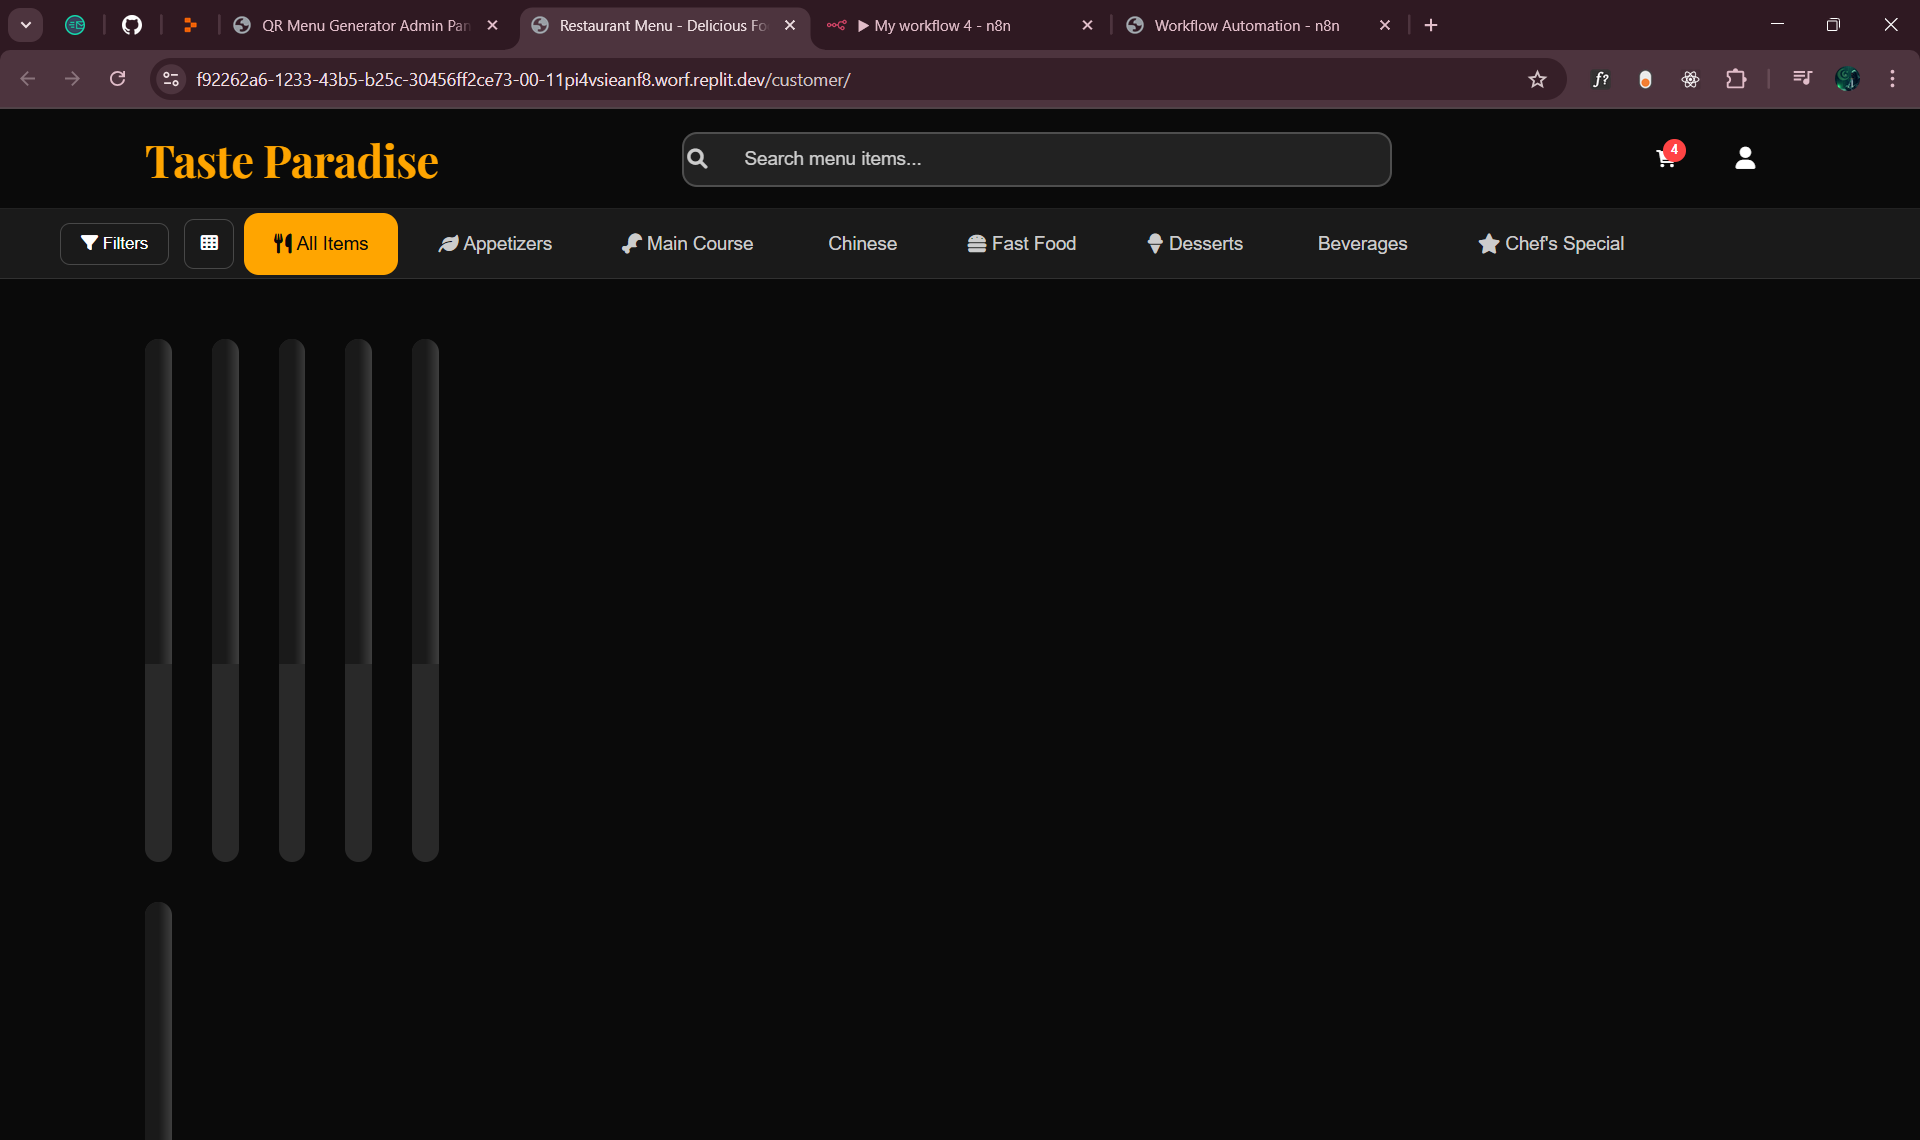 QR Menu Generator Admin Pan
Restaurant Menu - Delicious Fo
▶ My workflow 4 - n8n
Workflow Automation - n8n
f92262a6-1233-43b5-b25c-30456ff2ce73-00-11pi4vsieanf8.worf.replit.dev/customer/
f?
Taste Paradise
Search menu items...
4
Filters
All Items
Appetizers
Main Course
Chinese
Fast Food
Desserts
Beverages
Chef's Special